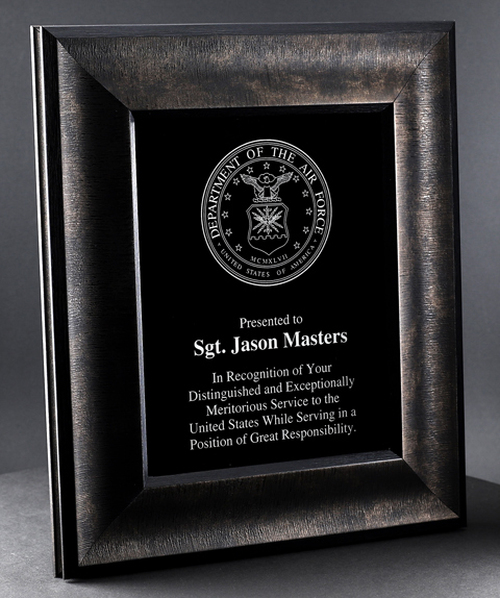 DEPARTMENT OF THE AIR FORCE
MCMXLVII
UNITED STATES OF AMERICA
Presented to
Sgt. Jason Masters
In Recognition of Your
Distinguished and Exceptionally
Meritorious Service to the
United States While Serving in a
Position of Great Responsibility.